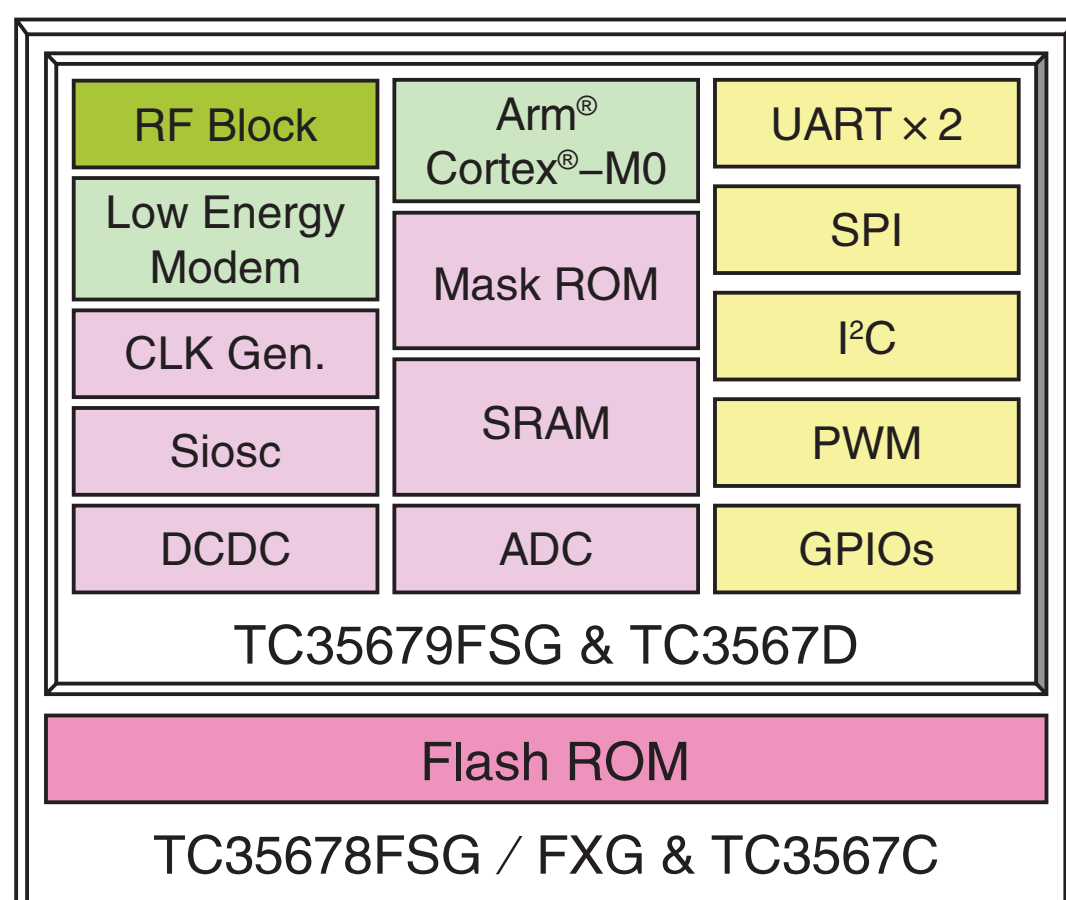 RF Block
Low Energy
Modem
CLK Gen.
Siosc
DCDC
Arm®
Cortex®–M0
Mask ROM
SRAM
ADC
UART × 2
SPI
I²C
PWM
GPIOs
TC35679FSG & TC3567D
Flash ROM
TC35678FSG / FXG & TC3567C